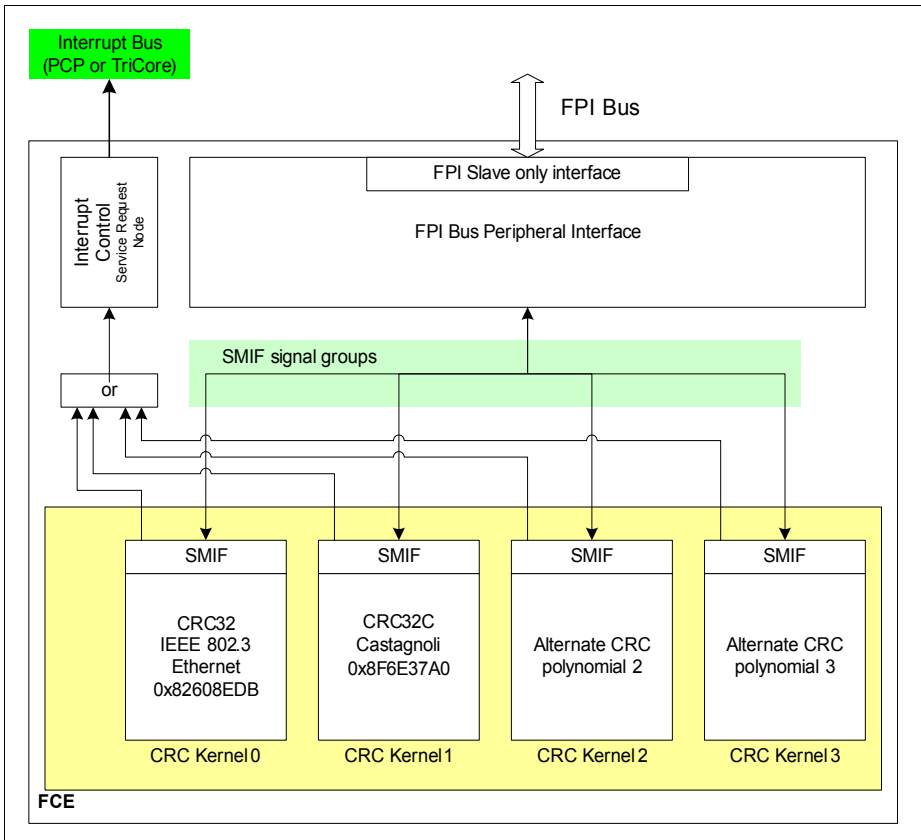 Interrupt Bus
(PCP or TriCore)
FPI Bus
Interrupt
Control
Service Request
Node
FPI Slave only interface
FPI Bus Peripheral Interface
SMIF signal groups
or
SMIF
CRC32
IEEE 802.3
Ethernet
0x82608EDB
CRC Kernel 0
SMIF
CRC32C
Castagnoli
0x8F6E37A0
CRC Kernel 1
SMIF
Alternate CRC
polynomial 2
CRC Kernel 2
SMIF
Alternate CRC
polynomial 3
CRC Kernel 3
FCE